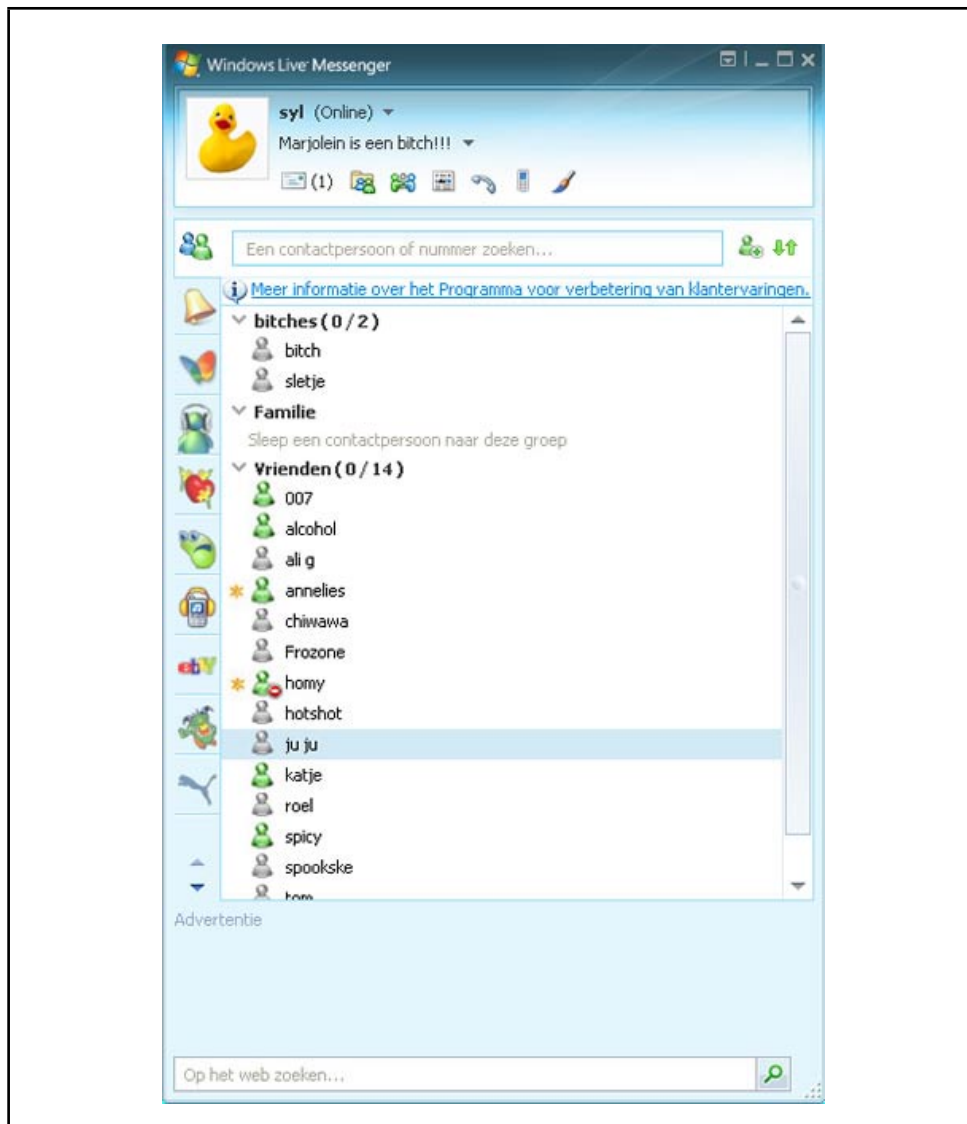 Windows Live Messenger
syl (Online)
Marjolein is een bitch!!!
(1)
Een contactpersoon of nummer zoeken...
Meer informatie over het Programma voor verbetering van klantervaringen.
bitches (0/2)
bitch
sletje
Familie
Sleep een contactpersoon naar deze groep
Vrienden (0/14)
007
alcohol
ali g
annelies
chiwawa
Frozone
homy
hotshot
ju ju
katje
roel
spicy
spookske
tom
ebY
Advertentie
Op het web zoeken...